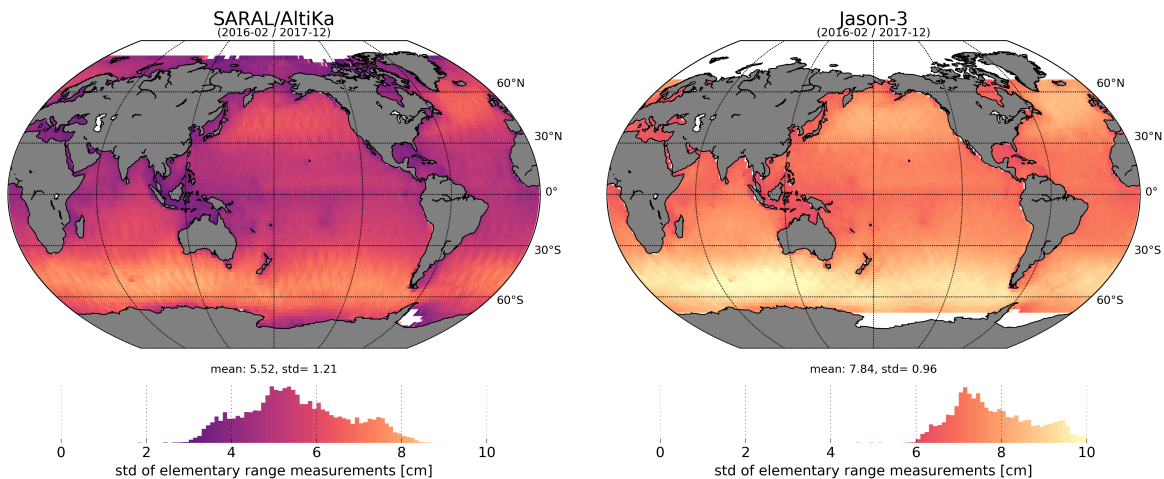 SARAL/AltiKa
(2016-02 / 2017-12)
60°N
30°N
0°
30°S
60°S
mean: 5.52, std= 1.21
0 2 4 6 8 10
std of elementary range measurements [cm]
Jason-3
(2016-02 / 2017-12)
60°N
30°N
0°
30°S
60°S
mean: 7.84, std= 0.96
0 2 4 6 8 10
std of elementary range measurements [cm]